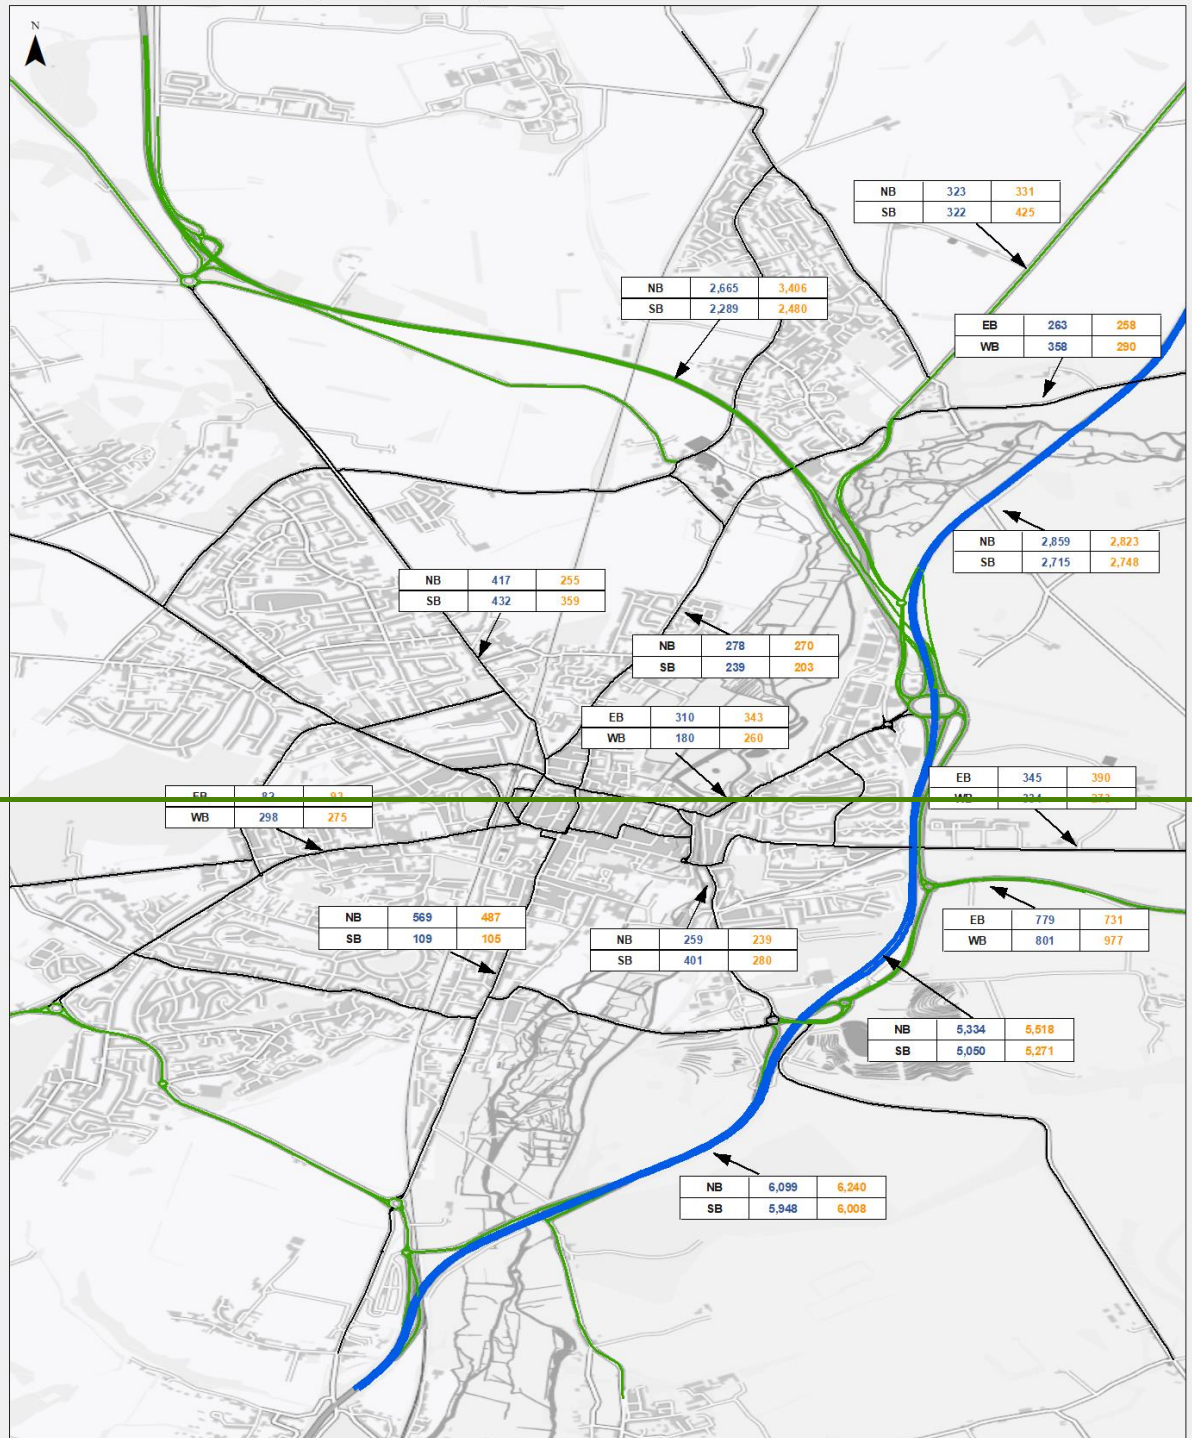 N
NB 323 331
SB 322 425
NB 2,665 3,406
SB 2,289 2,480
EB 263 258
WB 358 290
NB 2,859 2,823
SB 2,715 2,748
NB 417 255
SB 432 359
NB 278 270
SB 239 203
EB 310 343
WB 180 260
EB 345 390
WB
EB
WB 298 275
NB 569 487
SB 109 105
NB 259 239
SB 401 280
EB 779 731
WB 801 977
NB 5,334 5,518
SB 5,050 5,271
NB 6,099 6,240
SB 5,948 6,008